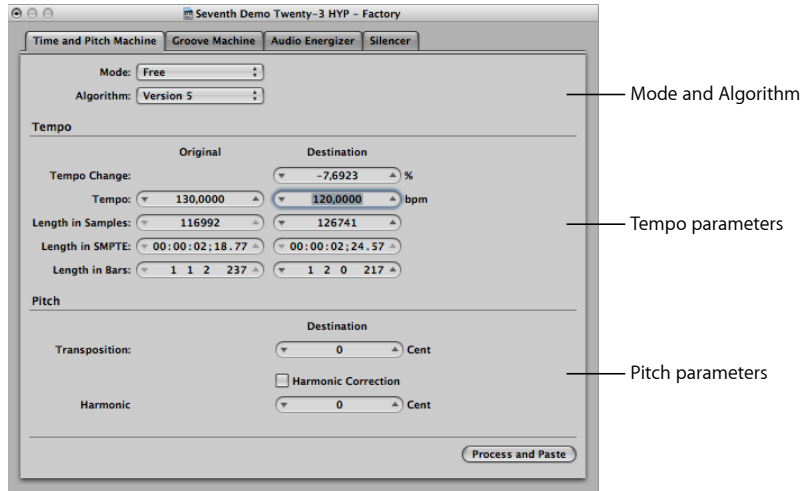 Seventh Demo Twenty-3 HYP - Factory
Time and Pitch Machine Groove Machine Audio Energizer Silencer
Mode: Free
Algorithm: Version 5
Mode and Algorithm
Tempo
Original Destination
Tempo Change: -7,6923 %
Tempo: 130,0000 120,0000 bpm
Length in Samples: 116992 126741
Tempo parameters
Length in SMPTE: 00:00:02;18.77 00:00:02;24.57
Length in Bars: 1 1 2 237 1 2 0 217
Pitch
Destination
Transposition: 0 Cent
Pitch parameters
Harmonic Correction
Harmonic 0 Cent
Process and Paste